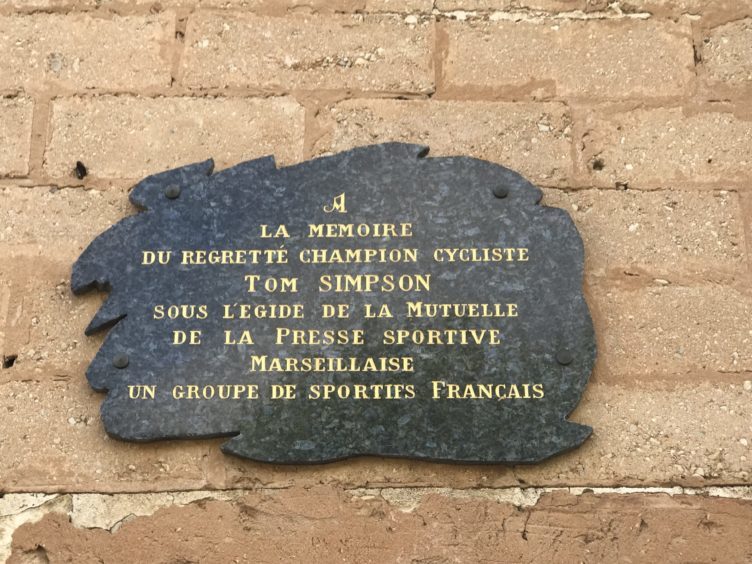 A
LA MEMOIRE
DU REGRETTÉ CHAMPION CYCLISTE
TOM SIMPSON
SOUS L'EGIDE DE LA MUTUELLE
DE LA PRESSE SPORTIVE
MARSEILLAISE
UN GROUPE DE SPORTIFS FRANÇAIS